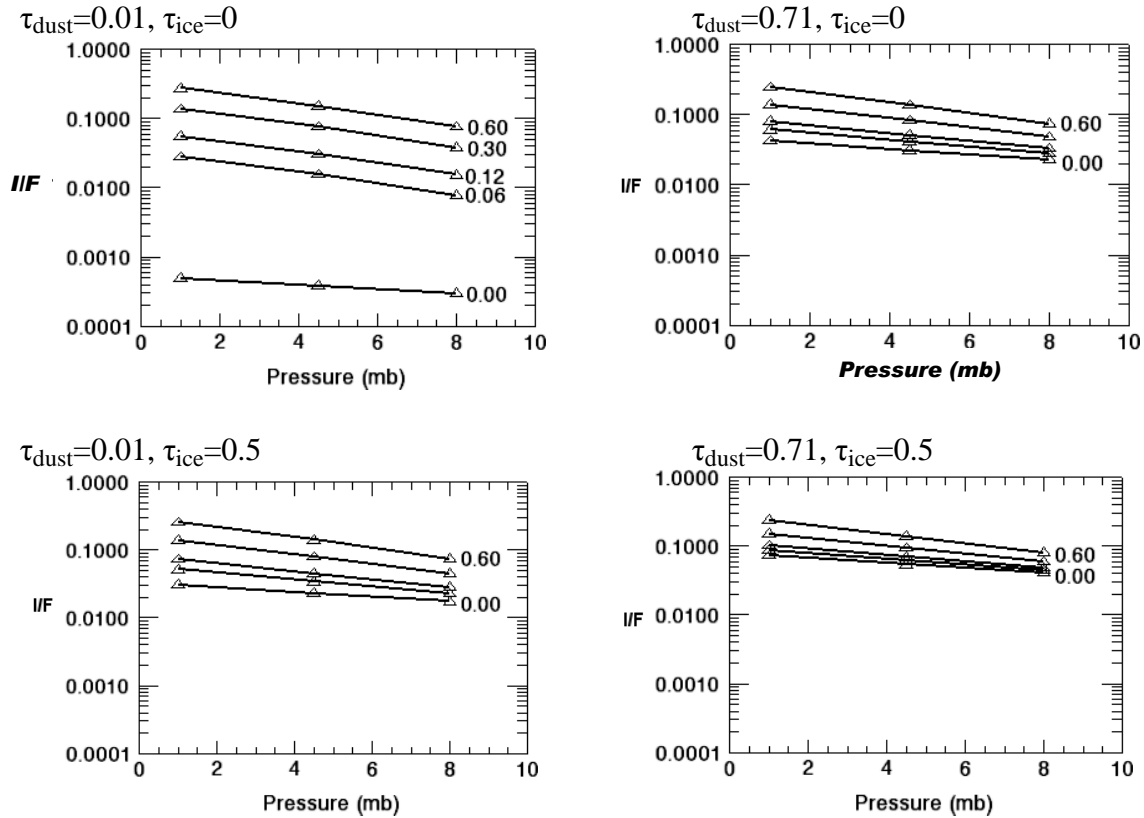 τdust=0.01, τice=0
1.0000
0.1000
0.0100
0.0010
0.0001
I/F
0.60
0.30
0.12
0.06
0.00
0 2 4 6 8 10
Pressure (mb)
τdust=0.71, τice=0
1.0000
0.1000
0.0100
0.0010
0.0001
I/F
0.60
0.00
0 2 4 6 8 10
Pressure (mb)
τdust=0.01, τice=0.5
1.0000
0.1000
0.0100
0.0010
0.0001
I/F
0.60
0.00
0 2 4 6 8 10
Pressure (mb)
τdust=0.71, τice=0.5
1.0000
0.1000
0.0100
0.0010
0.0001
I/F
0.60
0.00
0 2 4 6 8 10
Pressure (mb)